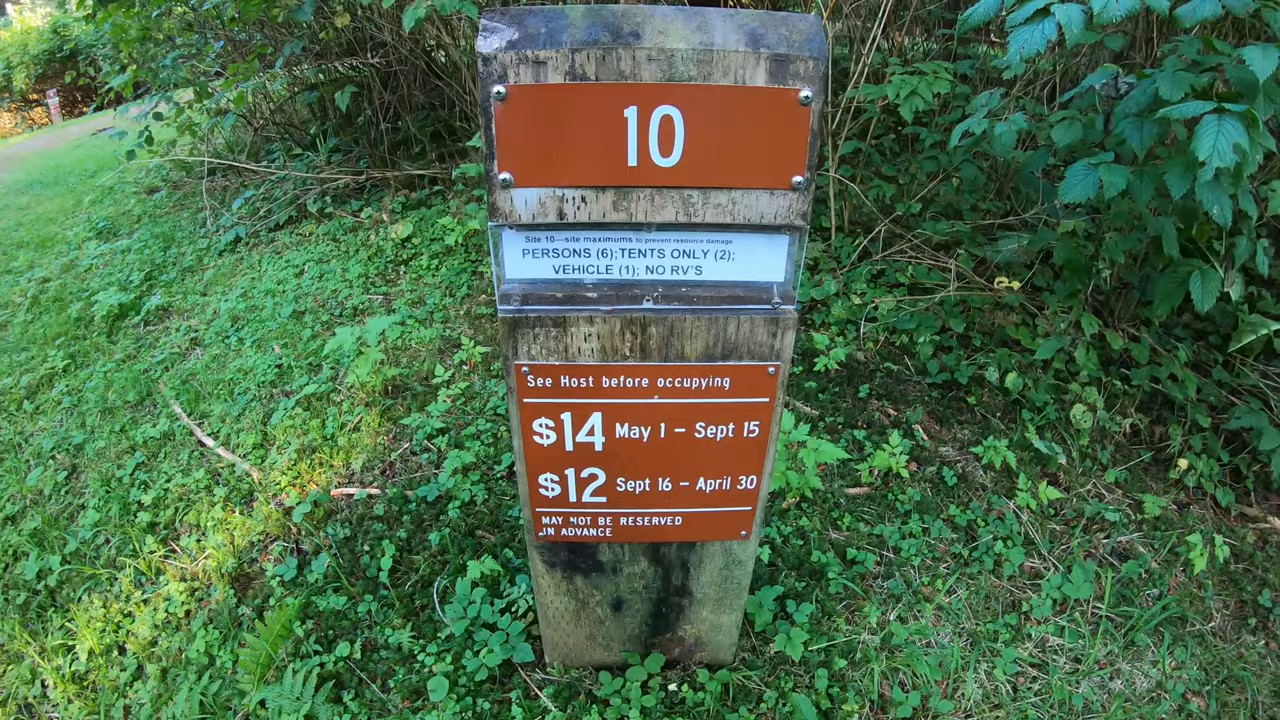 10
Site 10—site maximums to prevent resource damage
PERSONS (6);TENTS ONLY (2);
VEHICLE (1); NO RV'S
See Host before occupying
$14 May 1 – Sept 15
$12 Sept 16 – April 30
MAY NOT BE RESERVED
IN ADVANCE